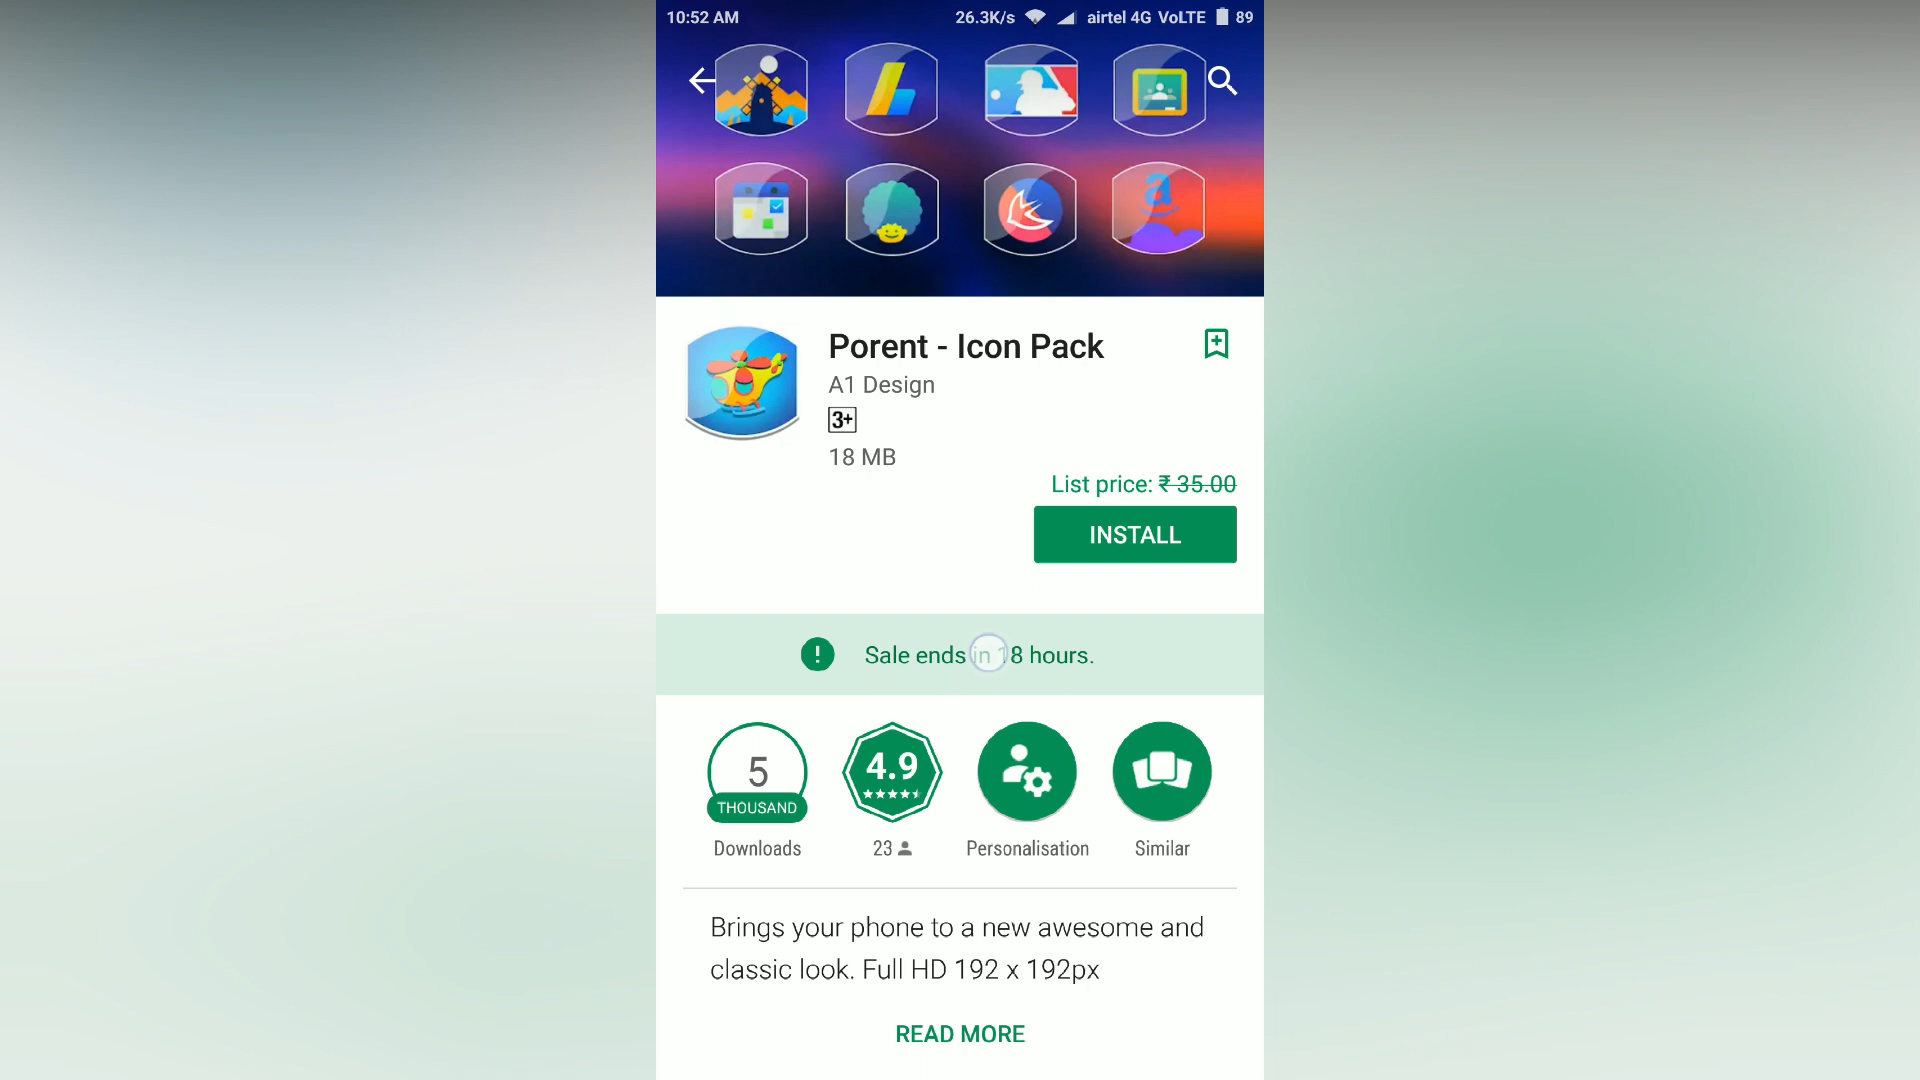 10:52 AM 26.3K/s airtel 4G VoLTE 89
Porent - Icon Pack
A1 Design
3+
18 MB
List price: ₹ 35.00
INSTALL
! Sale ends in 18 hours.
5 4.9
THOUSAND
Downloads 23 Personalisation Similar
Brings your phone to a new awesome and
classic look. Full HD 192 x 192px
READ MORE